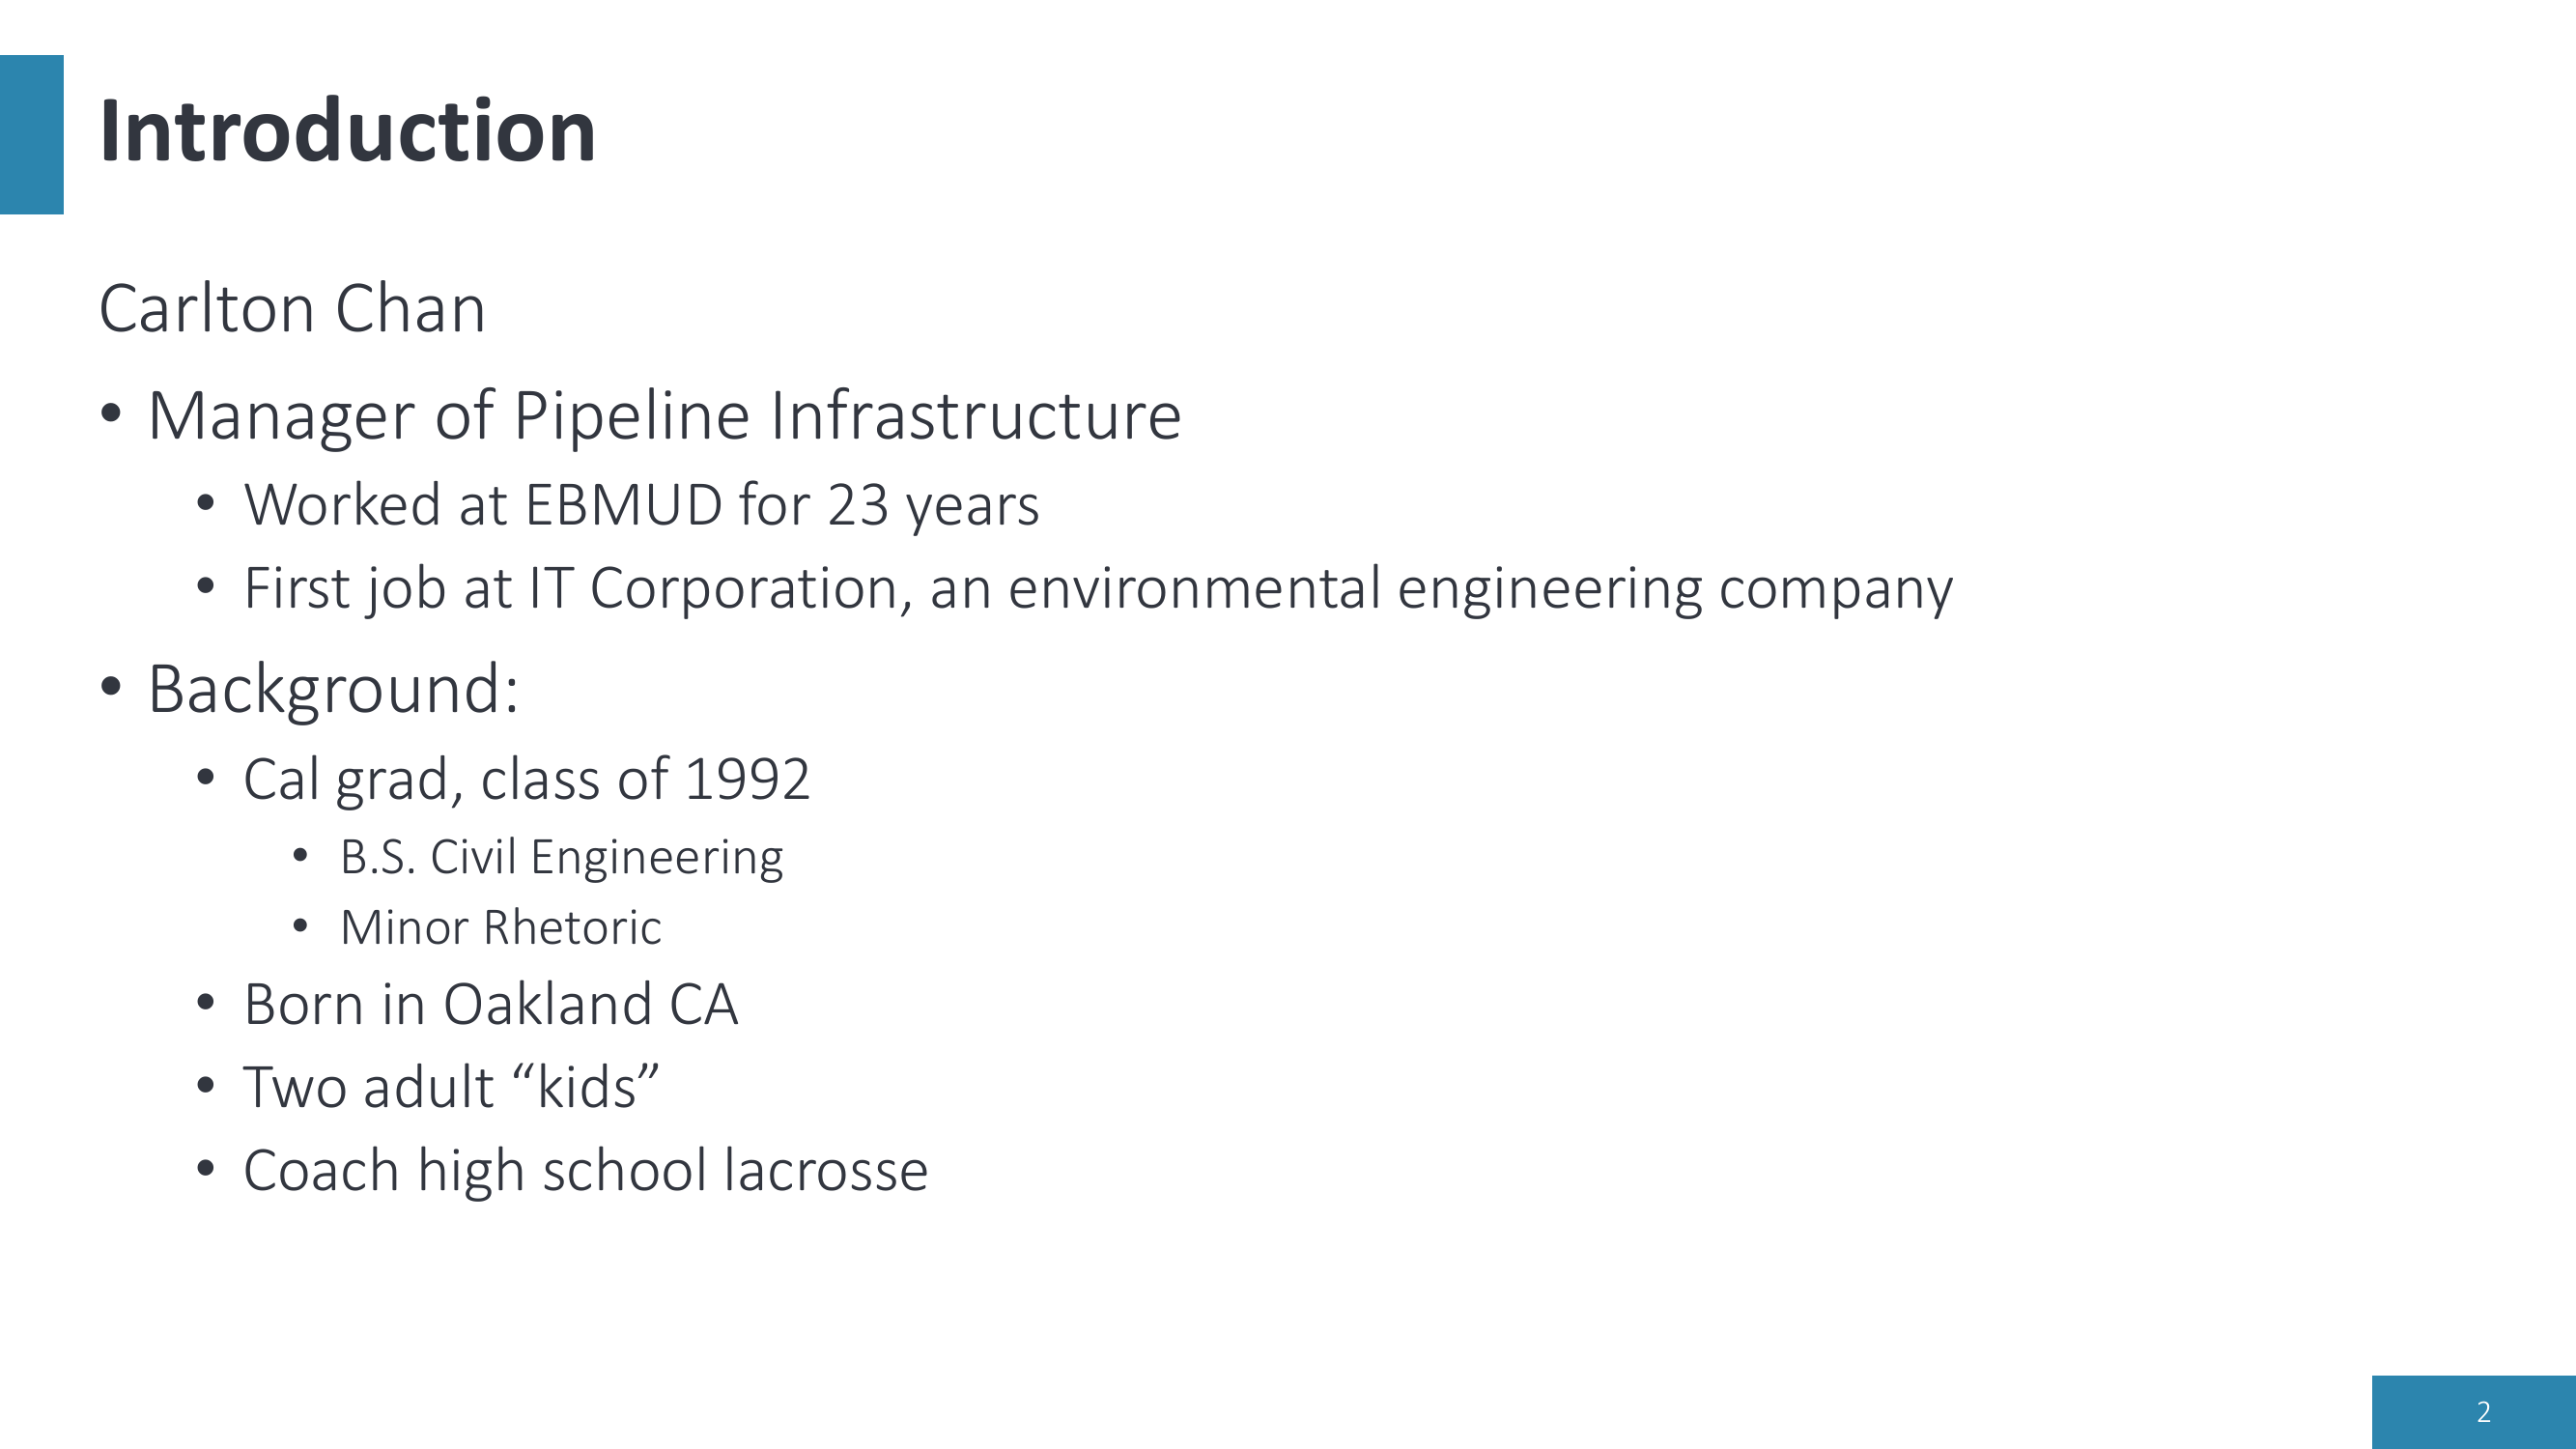 Introduction
Carlton Chan
• Manager of Pipeline Infrastructure
• Worked at EBMUD for 23 years
• First job at IT Corporation, an environmental engineering company
• Background:
• Cal grad, class of 1992
• B.S. Civil Engineering
• Minor Rhetoric
• Born in Oakland CA
• Two adult “kids”
• Coach high school lacrosse
2